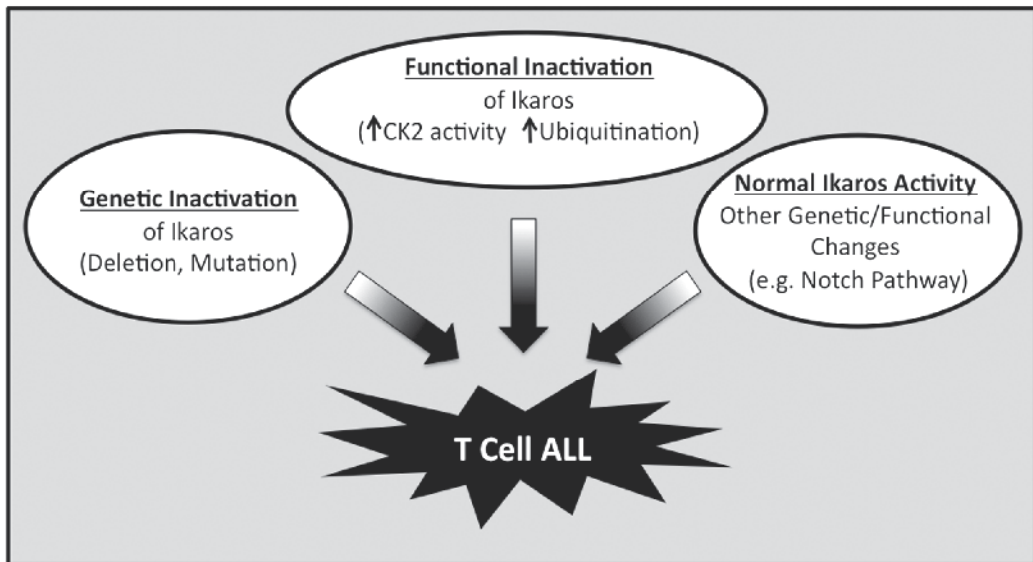 Functional Inactivation
of Ikaros
(↑CK2 activity ↑Ubiquitination)
Genetic Inactivation
of Ikaros
(Deletion, Mutation)
Normal Ikaros Activity
Other Genetic/Functional
Changes
(e.g. Notch Pathway)
T Cell ALL